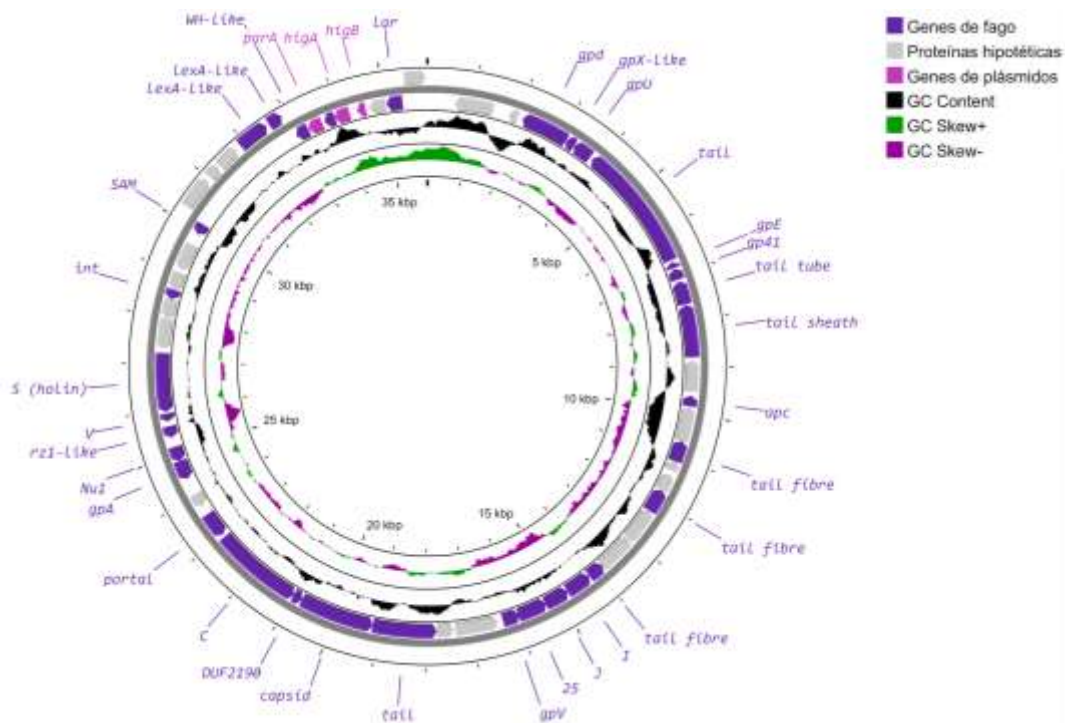 Genes de fago
Proteínas hipotéticas
Genes de plásmidos
GC Content
GC Skew+
GC Skew-
Lar
higB
higA
parA
WH-like
LexA-Like
LexA-Like
SAM
int
S (holin)
V
rz1-like
Nu1
gpA
portal
C
DUF2190
capsid
tail
gpV
25
J
I
tail fibre
tail fibre
tail fibre
apc
tail sheath
tail tube
gp41
gpE
tail
gpU
gpX-like
gpd
35 kbp
5 kbp
30 kbp
10 kbp
25 kbp
15 kbp
20 kbp